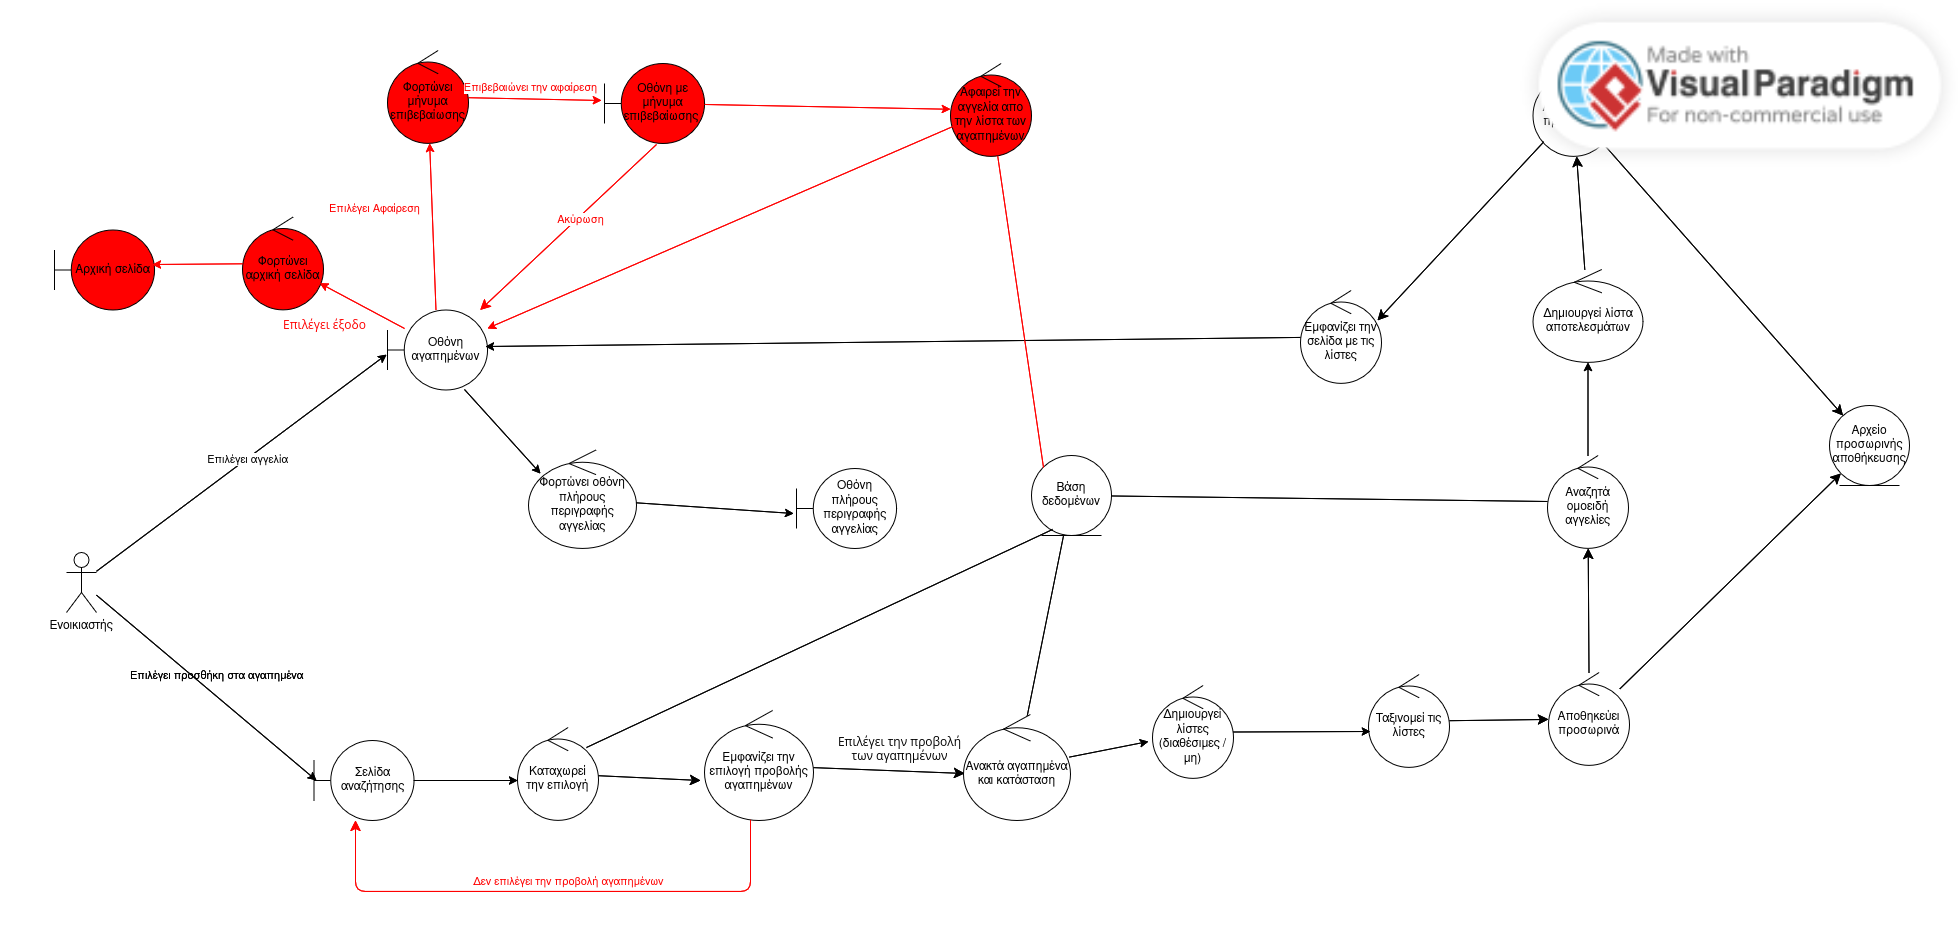 Made with
Visual Paradigm
For non-commercial use
Φορτώνει
μήνυμα
επιβεβαίωσης
Επιβεβαιώνει την αφαίρεση
Οθόνη με
μήνυμα
επιβεβαίωσης
Αφαιρεί την
αγγελία απο
την λίστα των
αγαπημένων
Επιλέγει Αφαίρεση
Ακύρωση
Αρχική σελίδα
Φορτώνει
αρχική σελίδα
Επιλέγει έξοδο
Οθόνη
αγαπημένων
Εμφανίζει την
σελίδα με τις
λίστες
Δημιουργεί λίστα
αποτελεσμάτων
Αρχείο
προσωρινής
αποθήκευσης
Επιλέγει αγγελία
Φορτώνει οθόνη
πλήρους
περιγραφής
αγγελίας
Οθόνη
πλήρους
περιγραφής
αγγελίας
Βάση
δεδομένων
Αναζητά
ομοειδή
αγγελίες
Ενοικιαστής
Επιλέγει προσθήκη στα αγαπημένα
Σελίδα
αναζήτησης
Καταχωρεί
την επιλογή
Εμφανίζει την
επιλογή προβολής
αγαπημένων
Επιλέγει την προβολή
των αγαπημένων
Ανακτά αγαπημένα
και κατάσταση
Δημιουργεί
λίστες
(διαθέσιμες /
μη)
Ταξινομεί τις
λίστες
Αποθηκεύει
προσωρινά
Δεν επιλέγει την προβολή αγαπημένων